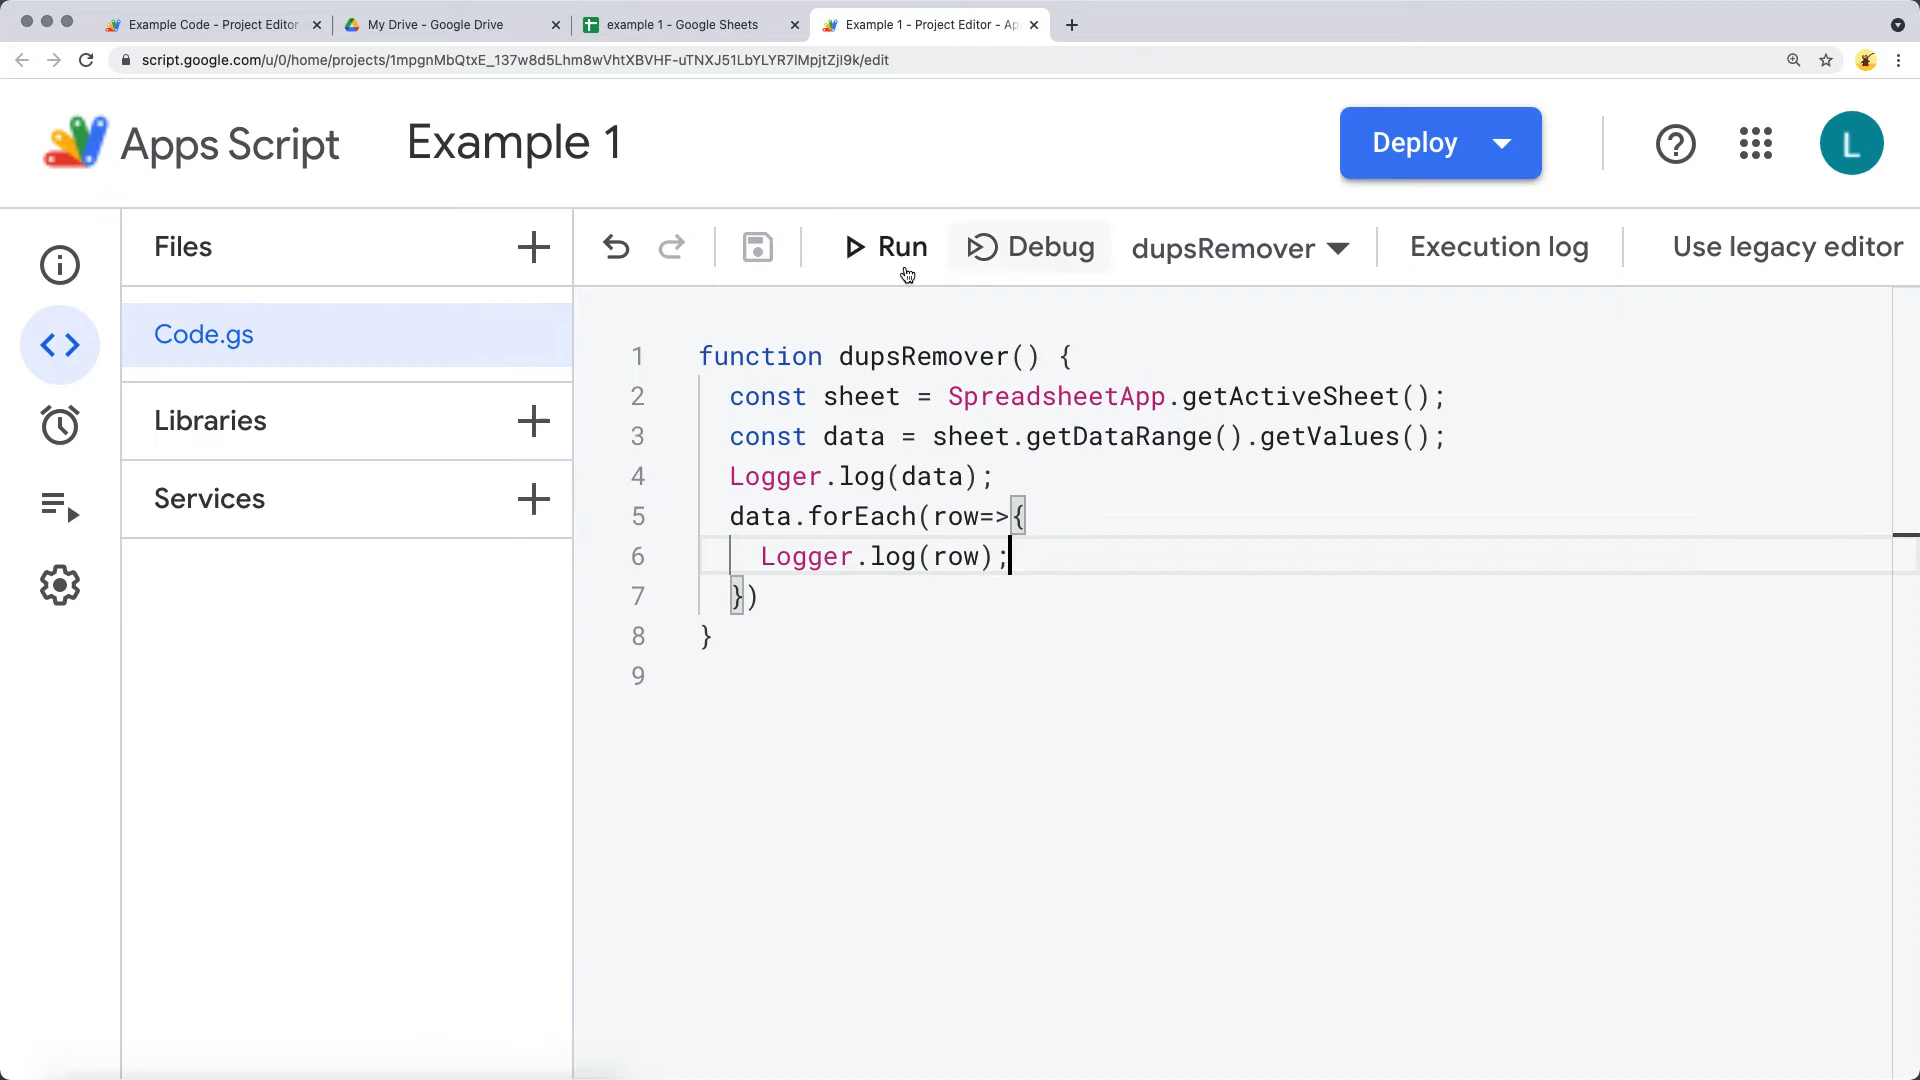 Example Code - Project Editor
My Drive - Google Drive
example 1 - Google Sheets
Example 1 - Project Editor - Ap
script.google.com/u/0/home/projects/1mpgnMbQtxE_137w8d5Lhm8wVhtXBVHF-uTNXJ51LbYLYR7lMpjtZjl9k/edit
Apps Script
Example 1
Deploy
L
Files
Run
Debug
dupsRemover
Execution log
Use legacy editor
Code.gs
Libraries
Services
1 function dupsRemover() {
2 const sheet = SpreadsheetApp.getActiveSheet();
3 const data = sheet.getDataRange().getValues();
4 Logger.log(data);
5 data.forEach(row=>{
6 Logger.log(row);
7 })
8 }
9